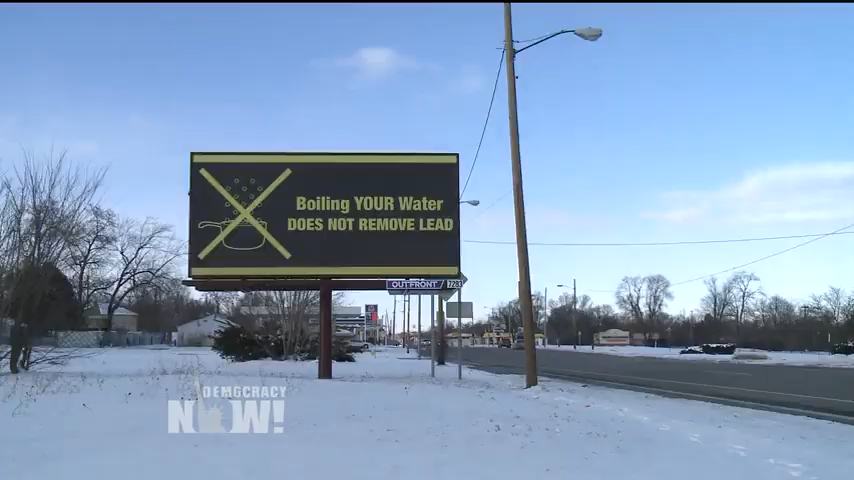 Boiling YOUR Water
DOES NOT REMOVE LEAD
OUTFRONT
DEMOCRACY
NOW!